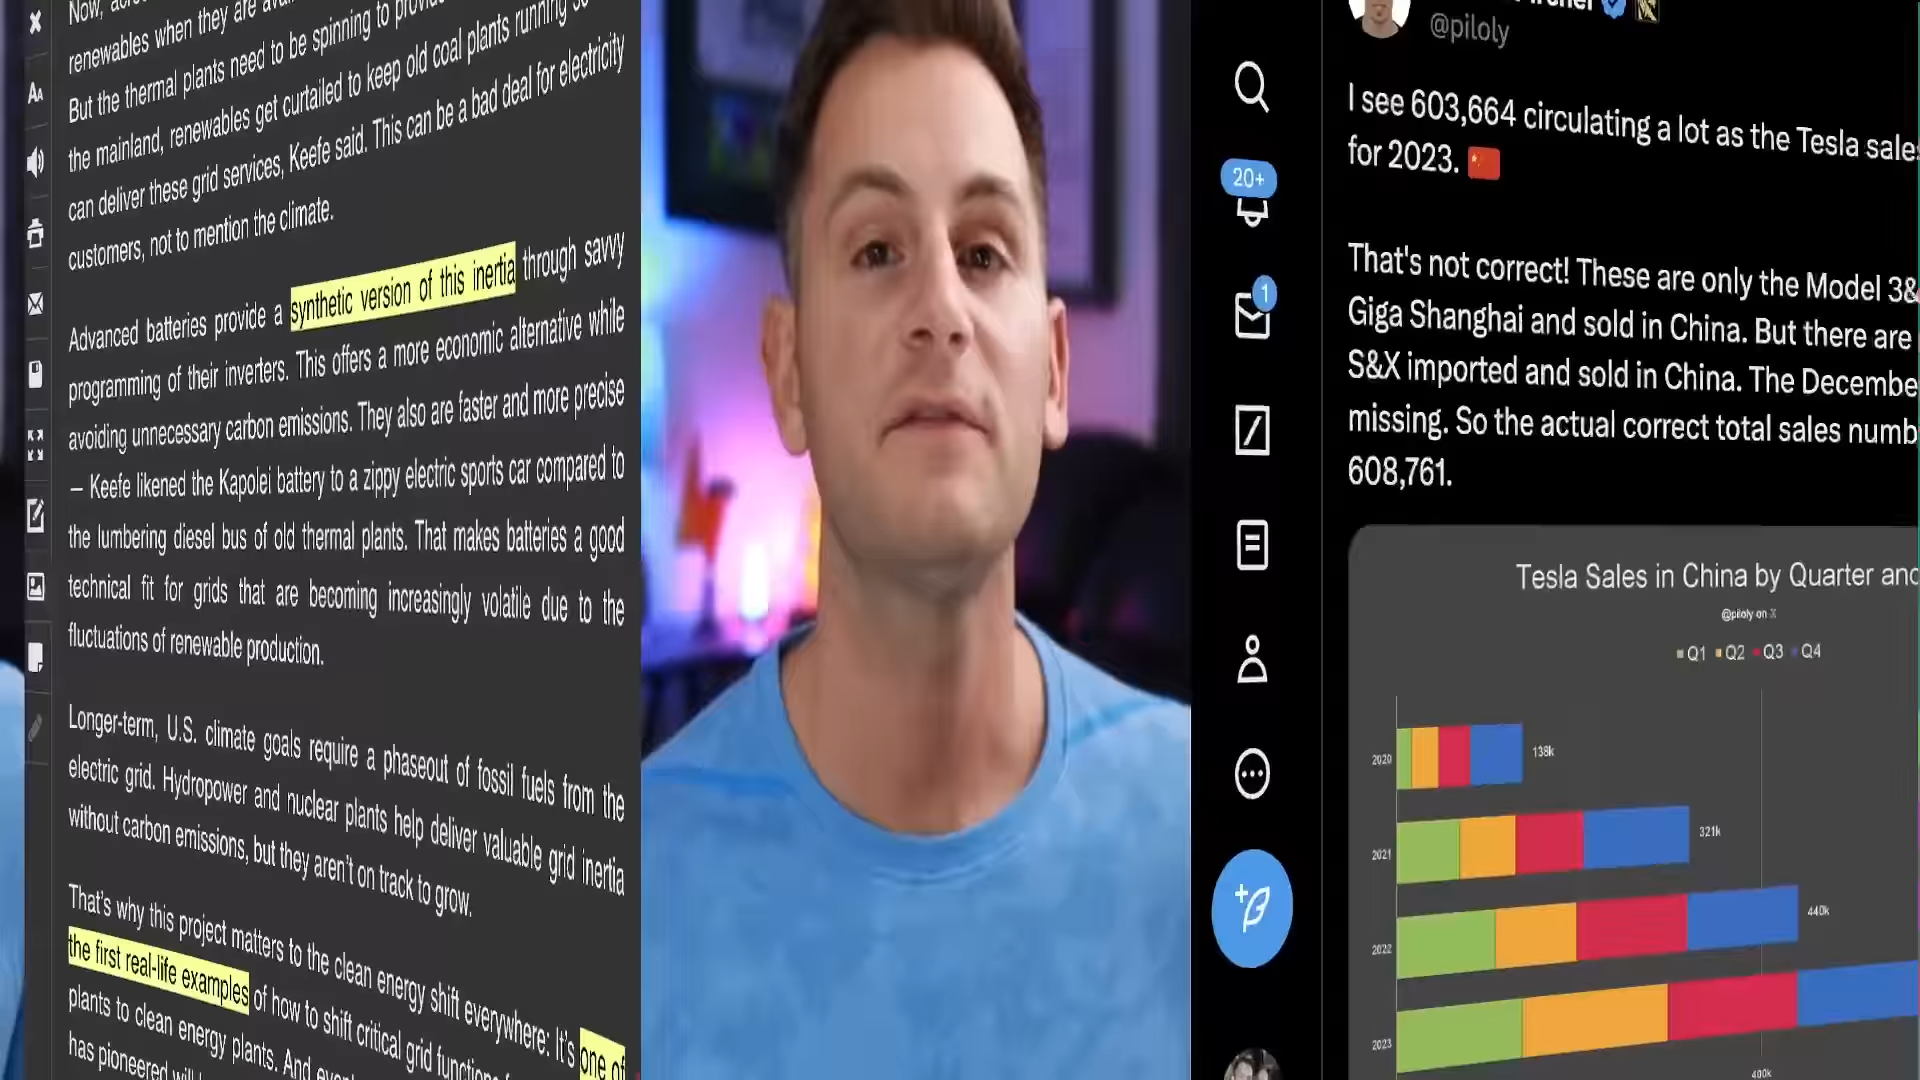 Now,
renewables when they are
But the thermal plants need to be spinning to
the mainland, renewables get curtailed to keep old coal plants running
can deliver these grid services, Keefe said. This can be a bad deal for electricity
customers, not to mention the climate.
Advanced batteries provide a synthetic version of this inertia through savvy
programming of their inverters. This offers a more economic alternative while
avoiding unnecessary carbon emissions. They also are faster and more precise
– Keefe likened the Kapolei battery to a zippy electric sports car compared to
the lumbering diesel bus of old thermal plants. That makes batteries a good
technical fit for grids that are becoming increasingly volatile due to the
fluctuations of renewable production.
Longer-term, U.S. climate goals require a phaseout of fossil fuels from the
electric grid. Hydropower and nuclear plants help deliver valuable grid inertia
without carbon emissions, but they aren't on track to grow.
That's why this project matters to the clean energy shift everywhere: It's one of
the first real-life examples of how to shift critical grid functions
plants to clean energy plants. And
has pioneered
AA
20+
1
@piloly
I see 603,664 circulating a lot as the Tesla sales
for 2023. 🇨🇳
That's not correct! These are only the Model 3&
Giga Shanghai and sold in China. But there are
S&X imported and sold in China. The Decembe
missing. So the actual correct total sales numb
608,761.
Tesla Sales in China by Quarter and
@piloly on X
Q1 Q2 Q3 Q4
2020 138k
2021 321k
2022 440k
2023
400k